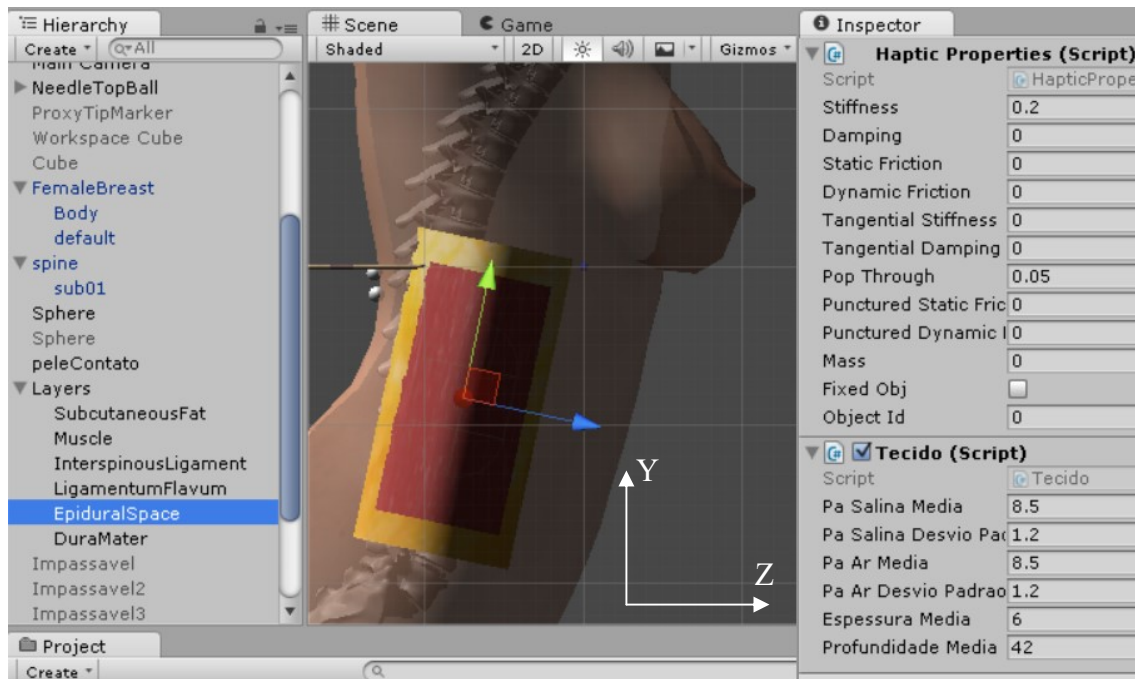 Hierarchy
Create
All
Main Camera
NeedleTopBall
ProxyTipMarker
Workspace Cube
Cube
FemaleBreast
Body
default
spine
sub01
Sphere
Sphere
peleContato
Layers
SubcutaneousFat
Muscle
InterspinousLigament
LigamentumFlavum
EpiduralSpace
DuraMater
Impassavel
Impassavel2
Impassavel3
Project
Create
Scene
Game
Shaded
2D
Gizmos
Y
Z
Inspector
Haptic Properties (Script)
Script HapticPrope
Stiffness 0.2
Damping 0
Static Friction 0
Dynamic Friction 0
Tangential Stiffness 0
Tangential Damping 0
Pop Through 0.05
Punctured Static Fric 0
Punctured Dynamic 0
Mass 0
Fixed Obj
Object Id 0
Tecido (Script)
Script Tecido
Pa Salina Media 8.5
Pa Salina Desvio Pad 1.2
Pa Ar Media 8.5
Pa Ar Desvio Padrao 1.2
Espessura Media 6
Profundidade Media 42